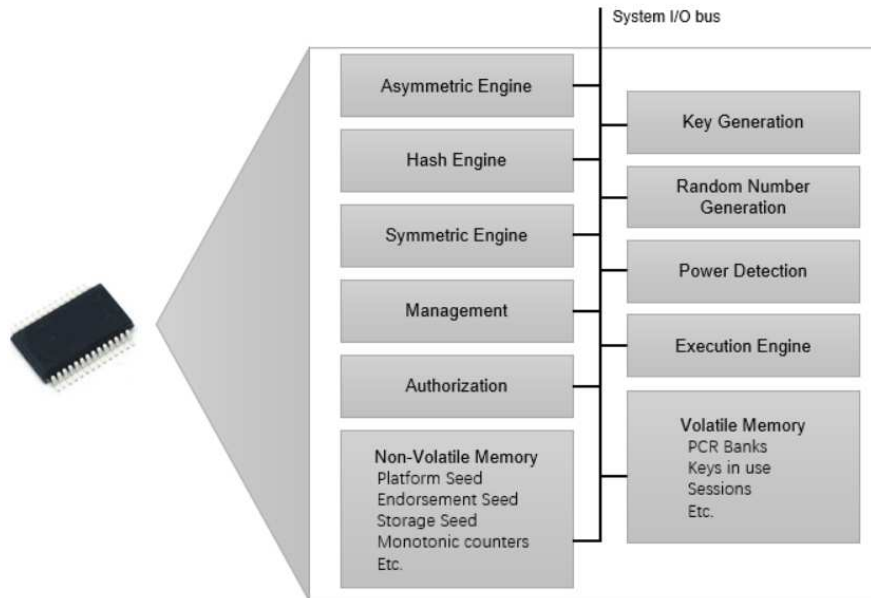 System I/O bus
Asymmetric Engine
Hash Engine
Symmetric Engine
Management
Authorization
Non-Volatile Memory
Platform Seed
Endorsement Seed
Storage Seed
Monotonic counters
Etc.
Key Generation
Random Number
Generation
Power Detection
Execution Engine
Volatile Memory
PCR Banks
Keys in use
Sessions
Etc.